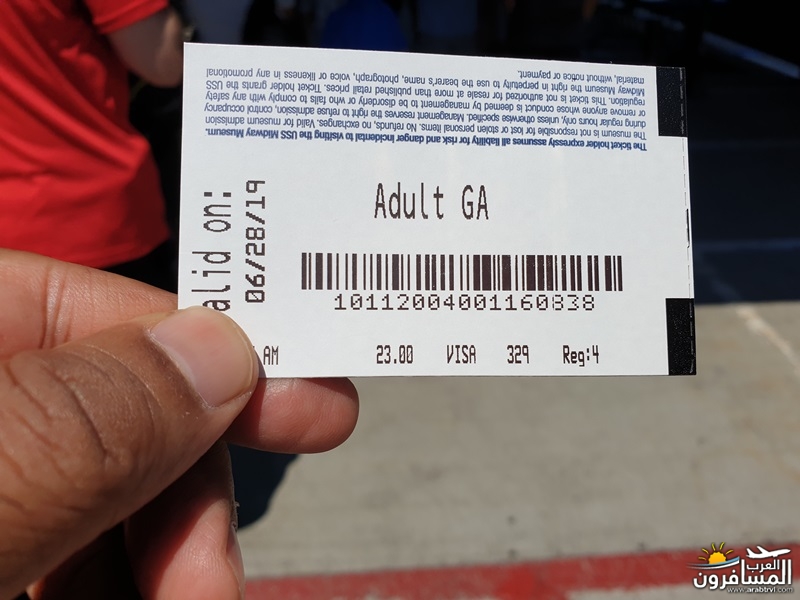 The ticket holder expressly assumes all liability for risk and danger incidental to visiting the USS Midway Museum.
The museum is not responsible for lost or stolen personal items. No refunds, no exchanges. Valid for museum admission
during regular hours only, unless otherwise specified. Management reserves the right to refuse admission, control occupancy
or remove anyone whose conduct is deemed by management to be disorderly or who fails to comply with any safety
regulation. This ticket is not authorized for resale at more than published retail prices. Ticket holder grants the USS
Midway Museum the right in perpetuity to use the bearer's name, photograph, voice or likeness in any promotional
material, without notice or payment.
alid on:
06/28/19
Adult GA
10112004001160838
AM 23.00 VISA 329 Reg:4
العرب
المسافرون
www.arabtrvl.com